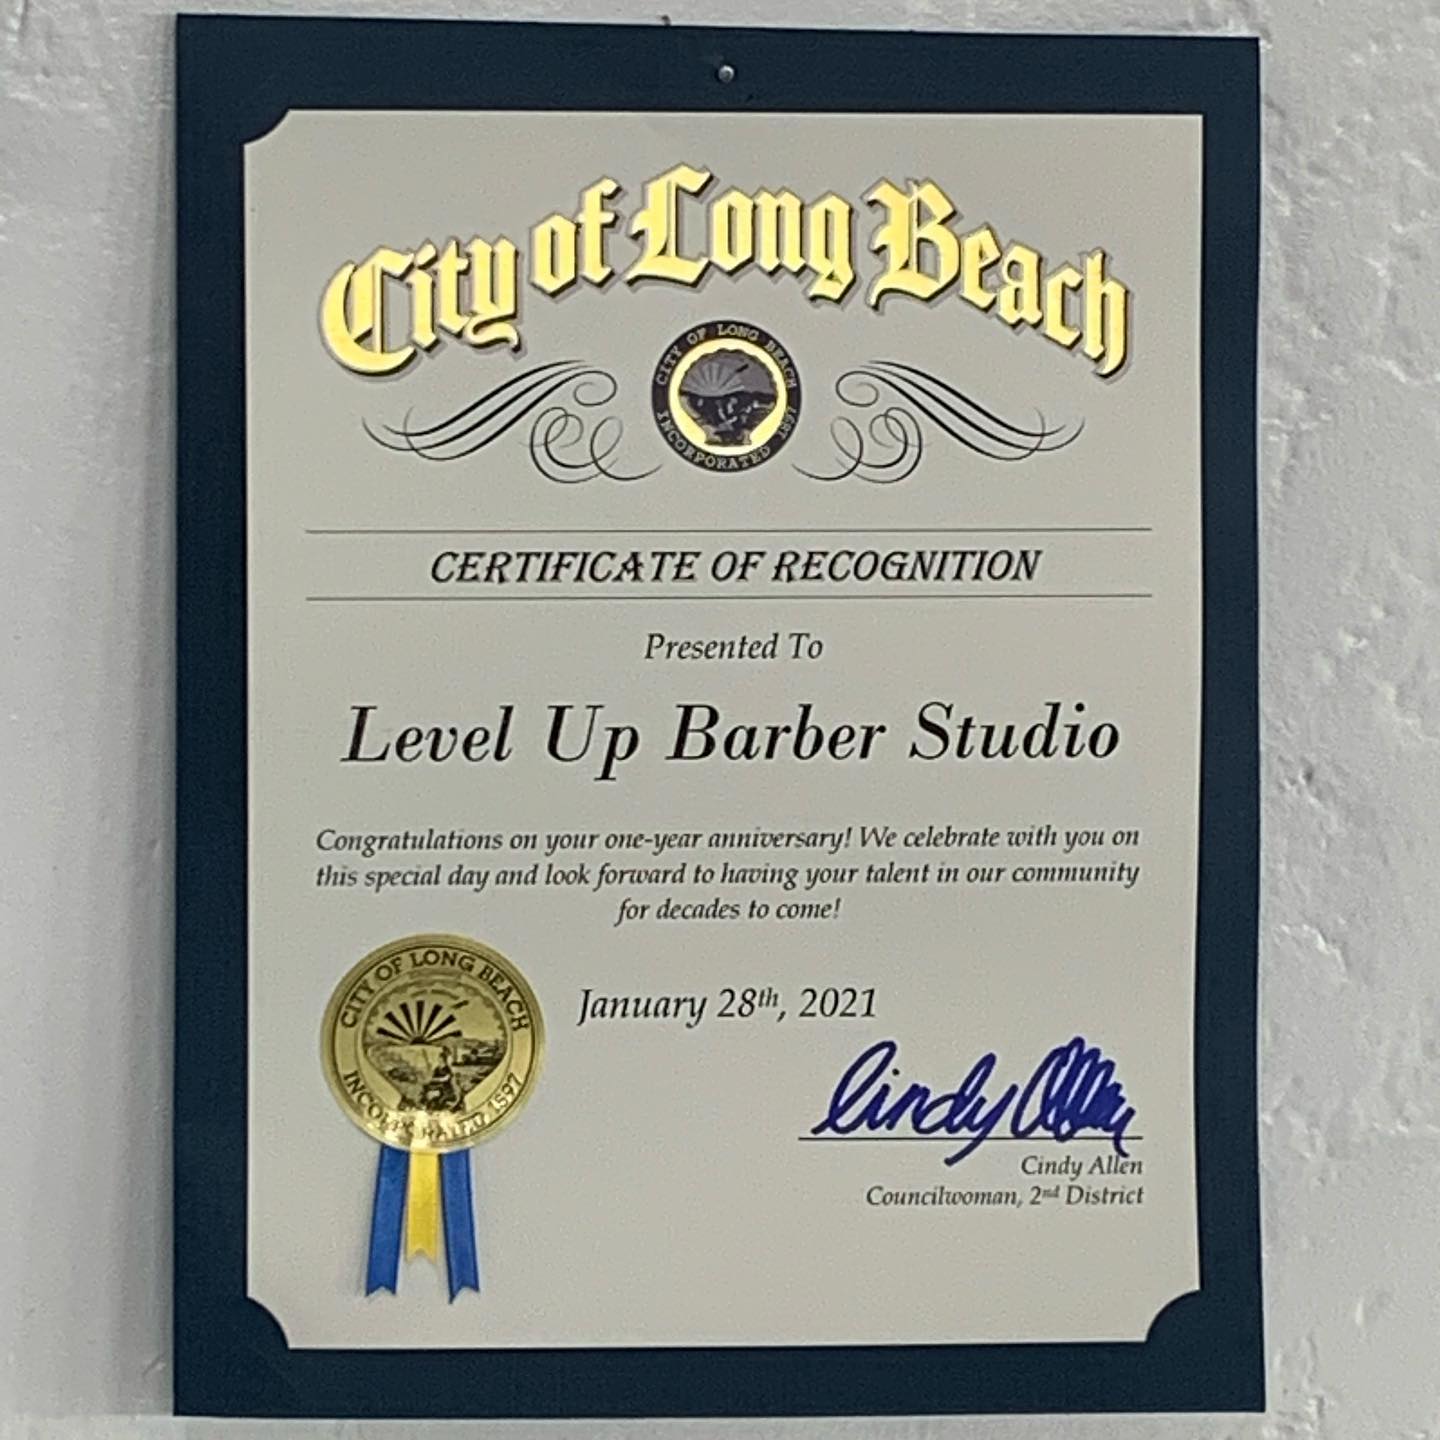 City of Long Beach
CITY OF LONG BEACH
INCORPORATED 1897
CERTIFICATE OF RECOGNITION
Presented To
Level Up Barber Studio
Congratulations on your one-year anniversary! We celebrate with you on
this special day and look forward to having your talent in our community
for decades to come!
CITY OF LONG BEACH
INCORPORATED 1897
January 28th, 2021
Cindy Allen
Cindy Allen
Councilwoman, 2nd District